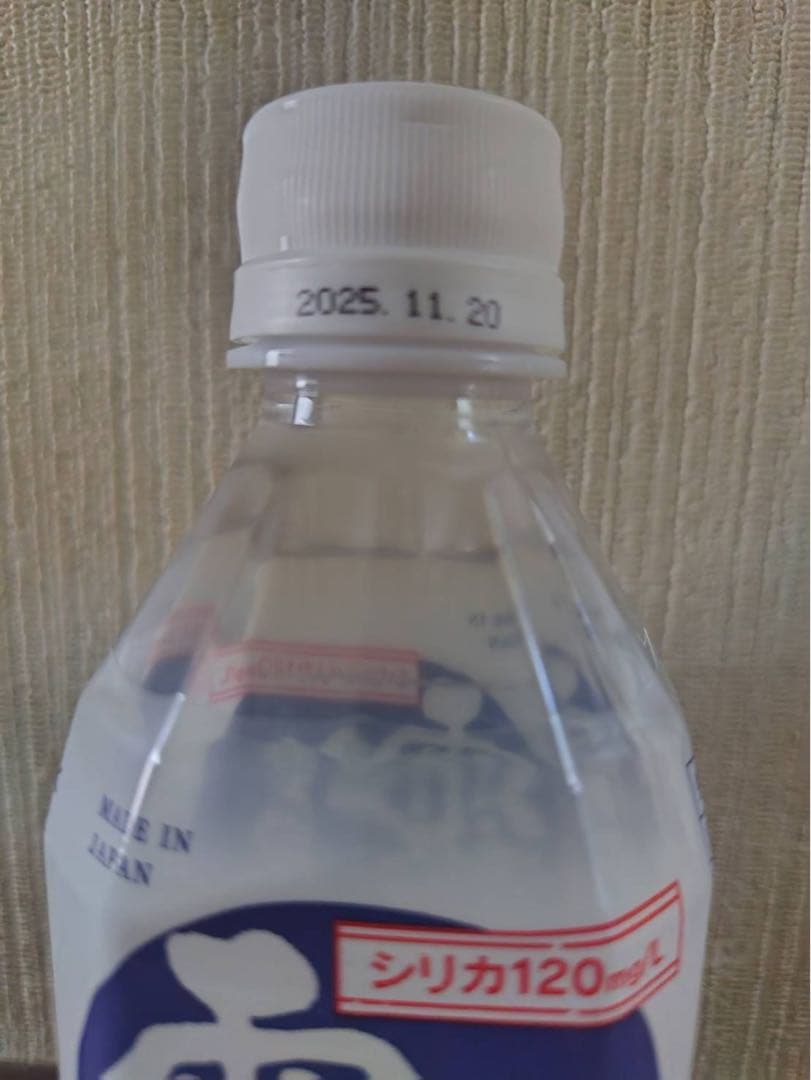 2025. 11. 20
MADE IN
JAPAN
シリカ120mg/L